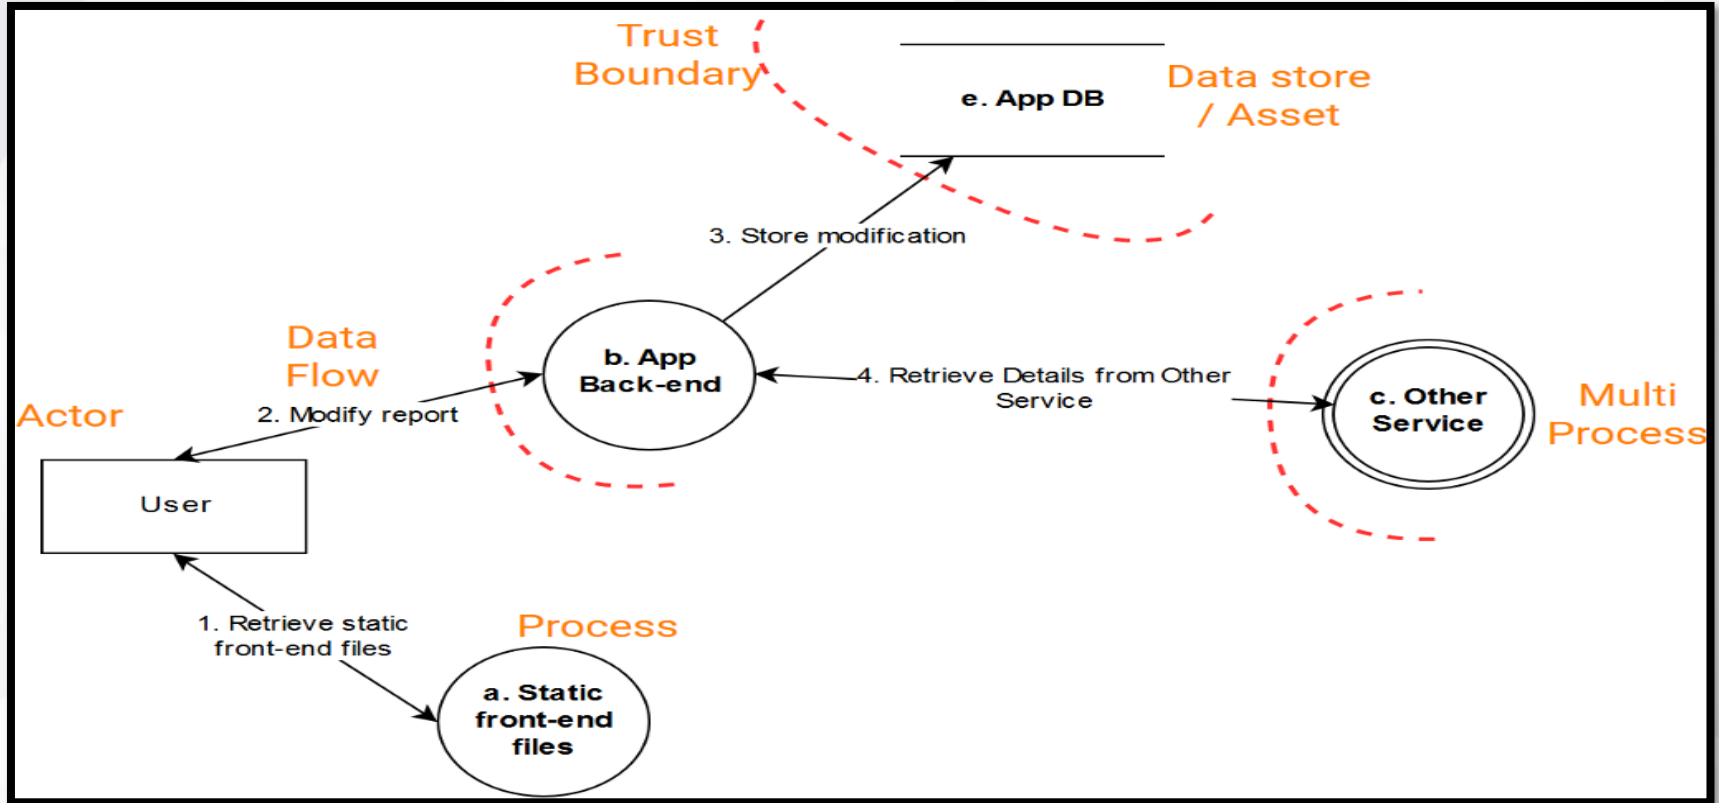 Trust
Boundary
e. App DB
Data store
/ Asset
3. Store modification
Data
Flow
b. App
Back-end
4. Retrieve Details from Other
Service
c. Other
Service
Multi
Process
Actor
2. Modify report
User
1. Retrieve static
front-end files
Process
a. Static
front-end
files